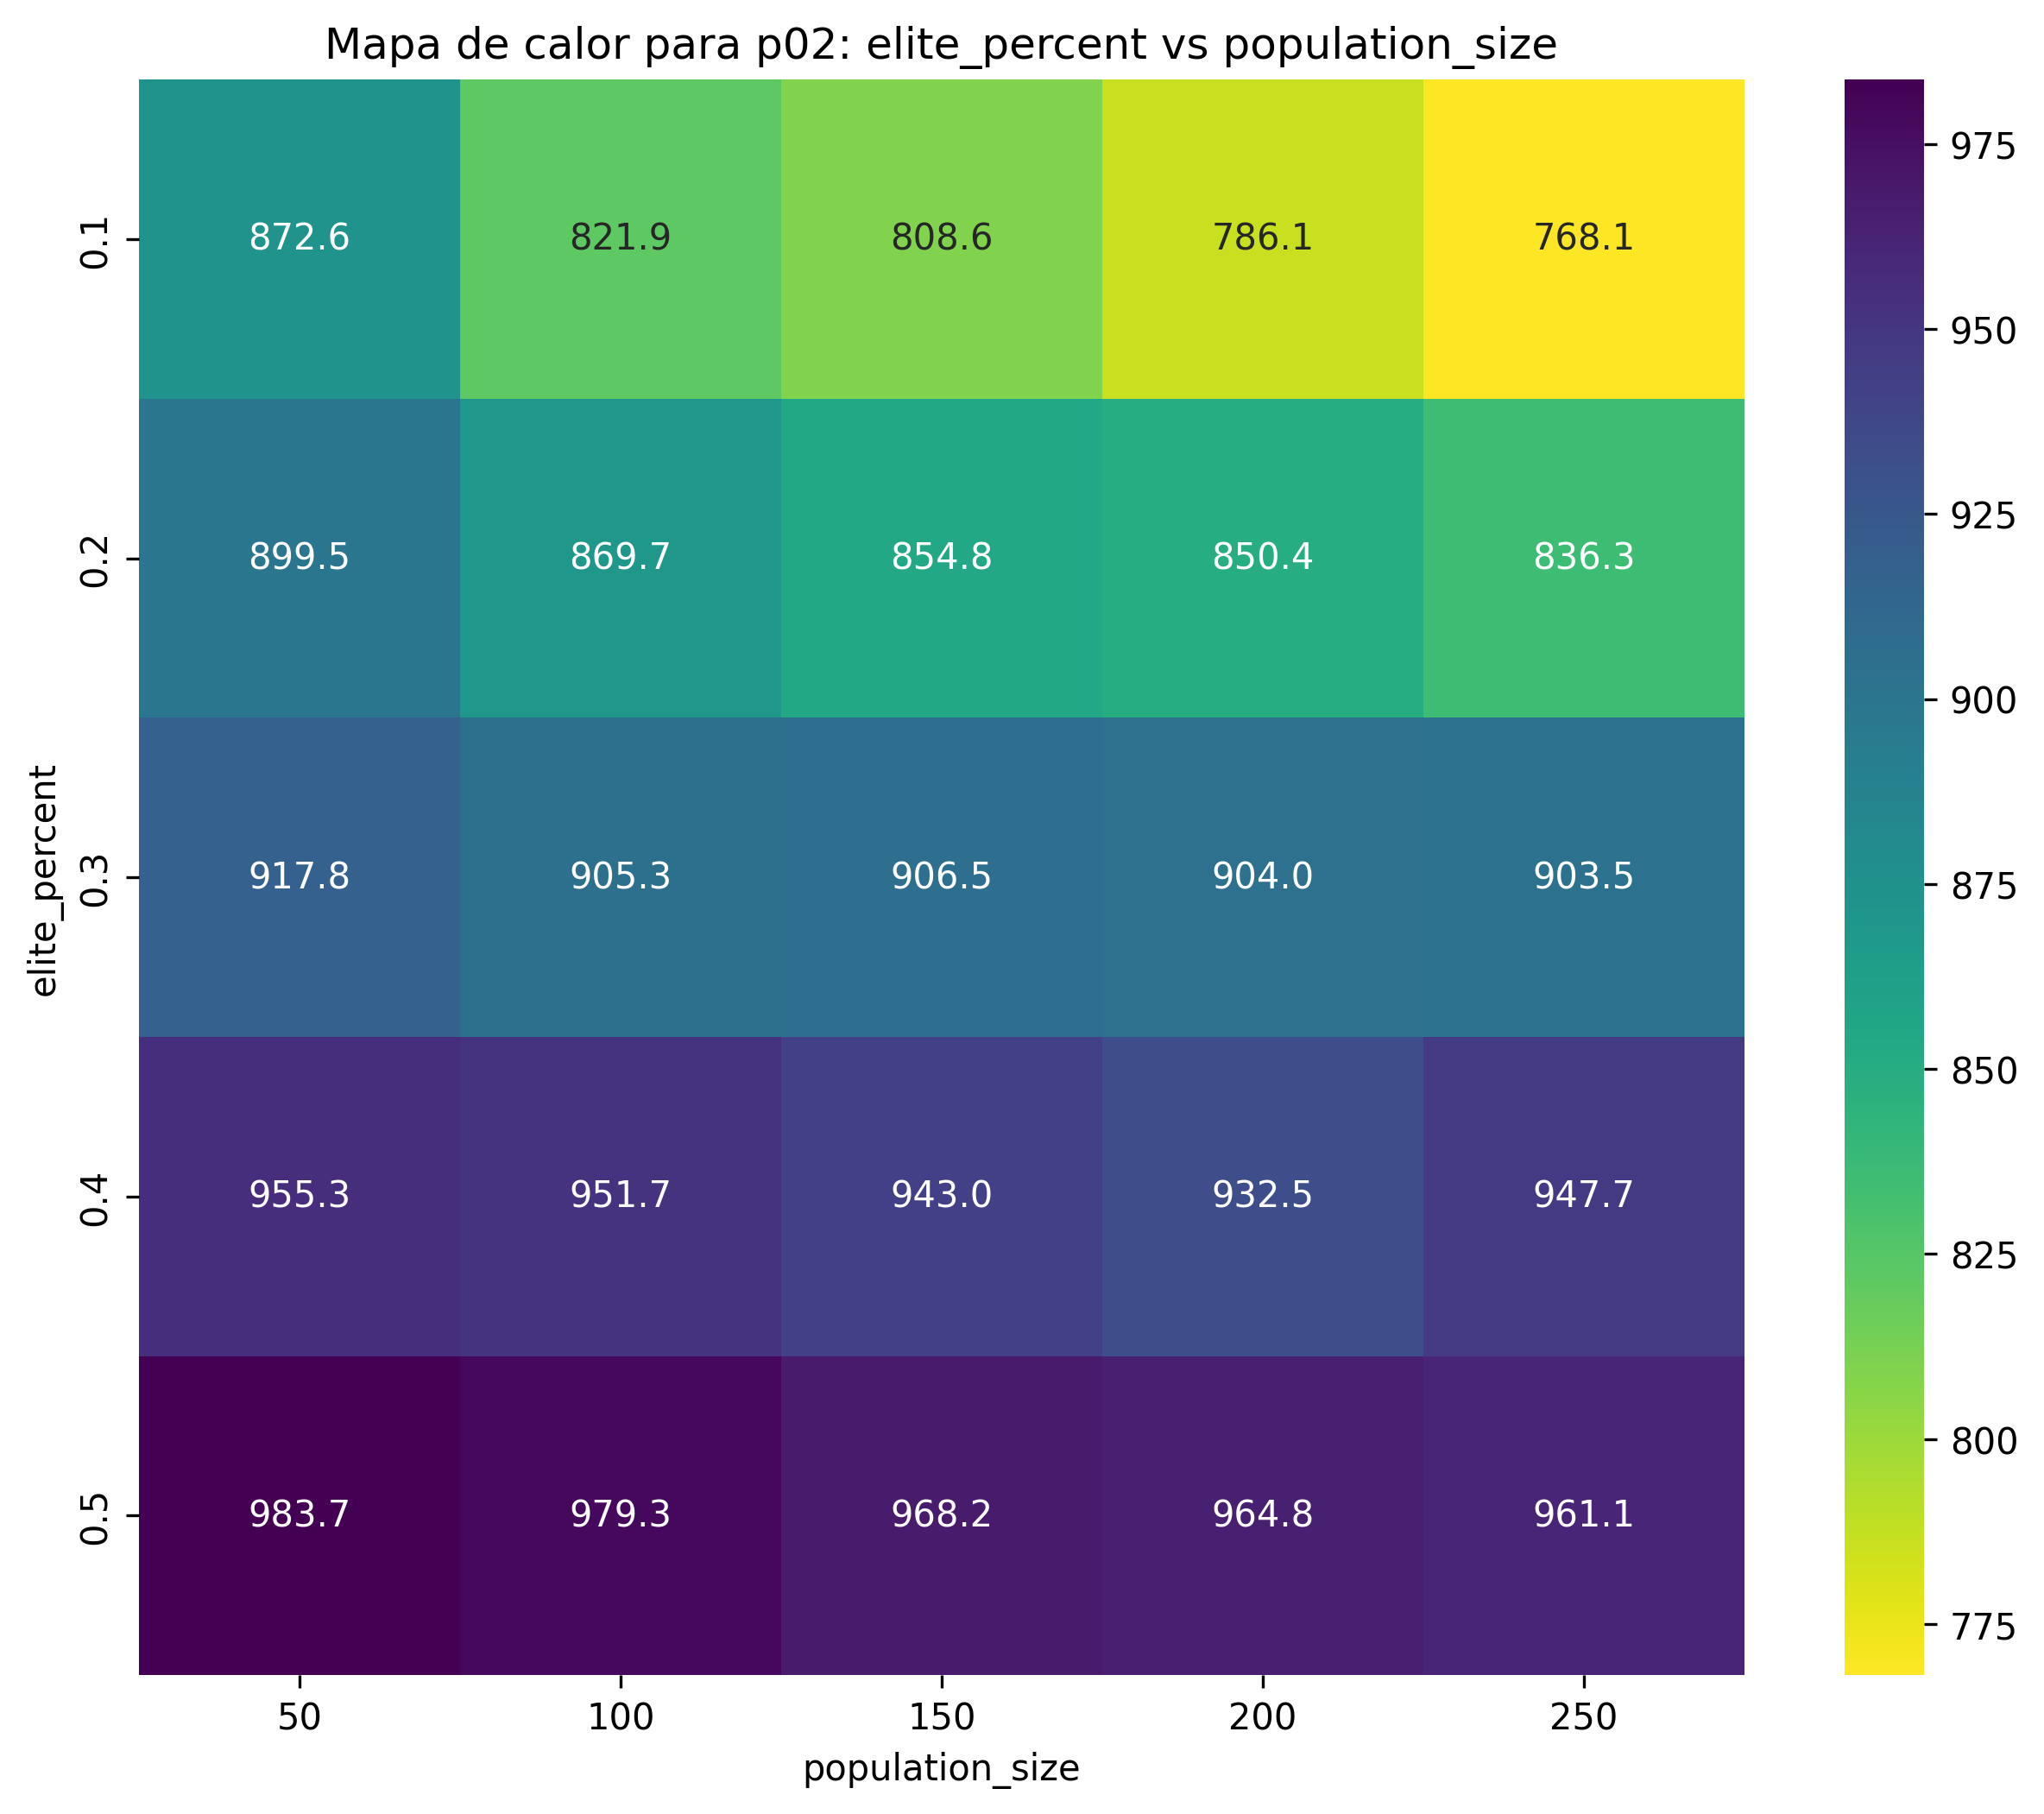 Mapa de calor para p02: elite_percent vs population_size
975
0.1 872.6 821.9 808.6 786.1 768.1
950
925
0.2 899.5 869.7 854.8 850.4 836.3
900
elite_percent
0.3 917.8 905.3 906.5 904.0 903.5
875
850
0.4 955.3 951.7 943.0 932.5 947.7
825
800
0.5 983.7 979.3 968.2 964.8 961.1
775
50 100 150 200 250
population_size